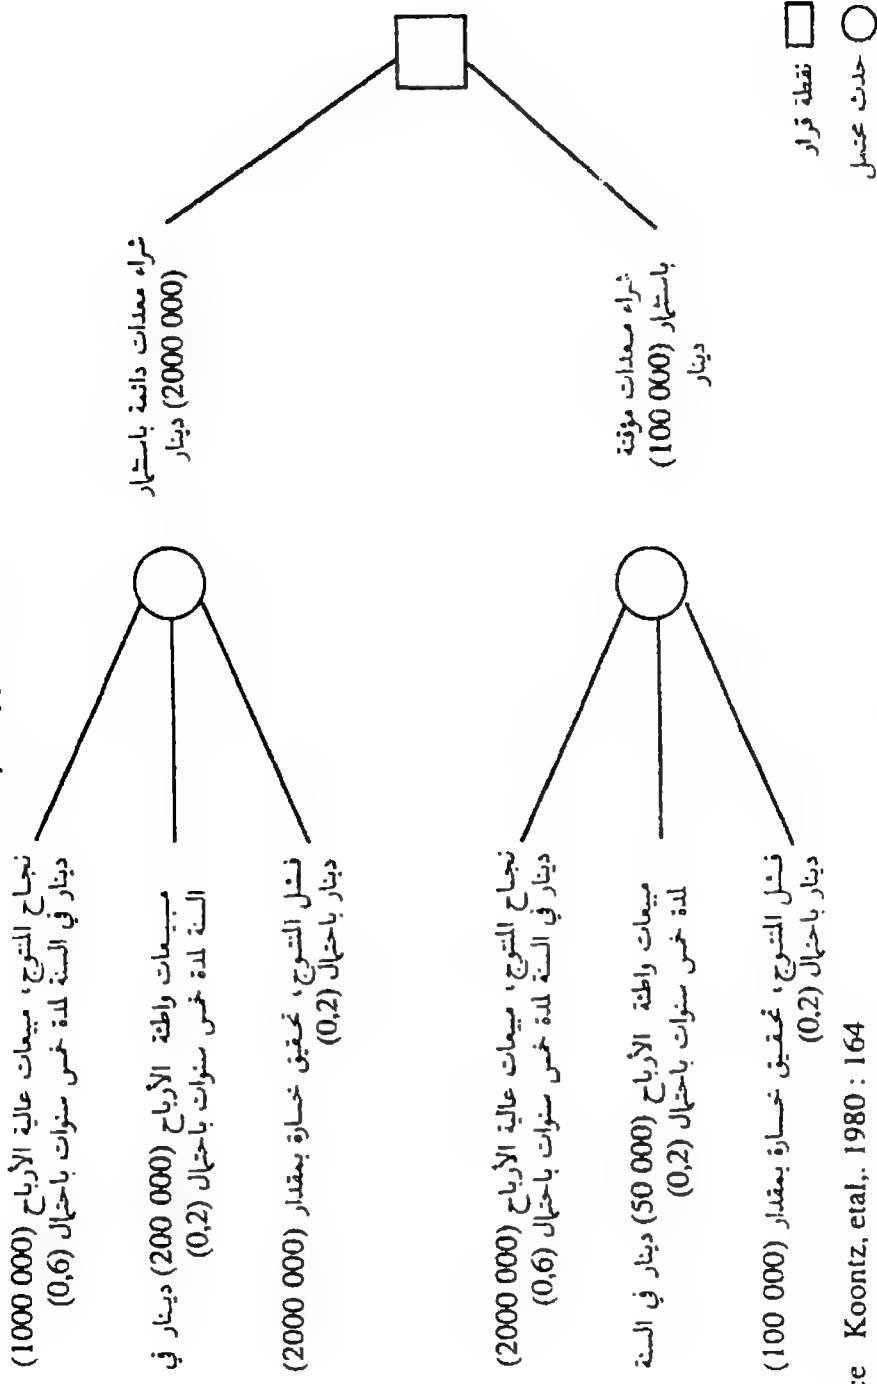 شراء معدات دائمة باستثمار
(2000 000) دينار
نجاح المنتوج، مبيعات عالية الأرباح (1000 000)
دينار في السنة لمدة خمس سنوات باحتمال (0,6)
مبيعات واطئة الأرباح (200 000) دينار في
السنة لمدة خمس سنوات باحتمال (0,2)
فشل المنتوج، تحقيق خسارة بمقدار (2000 000)
دينار باحتمال (0,2)
شراء معدات مؤقتة
باستثمار (100 000)
دينار
نجاح المنتوج، مبيعات عالية الأرباح (2000 000)
دينار في السنة لمدة خمس سنوات باحتمال (0,6)
مبيعات واطئة الأرباح (50 000) دينار في السنة
لمدة خمس سنوات باحتمال (0,2)
فشل المنتوج، تحقيق خسارة بمقدار (100 000)
دينار باحتمال (0,2)
نقطة قرار
حدث محتمل
Koontz, etal,. 1980 : 164